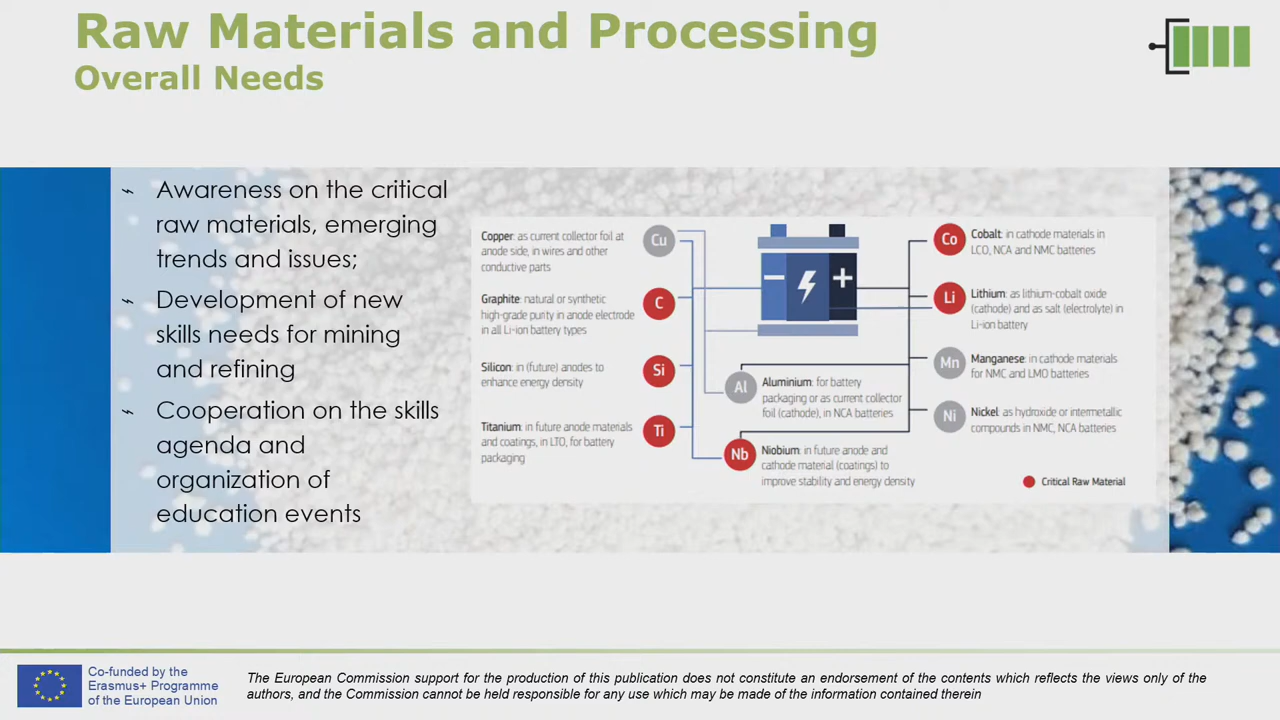 Raw Materials and Processing
Overall Needs
Awareness on the critical
raw materials, emerging
trends and issues;
Development of new
skills needs for mining
and refining
Cooperation on the skills
agenda and
organization of
education events
Copper: as current collector foil at
anode side, in wires and other
conductive parts
Cu
Graphite: natural or synthetic
high-grade purity in anode electrode
in all Li-ion battery types
C
Silicon: in (future) anodes to
enhance energy density
Si
Titanium: in future anode materials
and coatings, in LTO, for battery
packaging
Ti
Al
Aluminium: for battery
packaging or as current collector
foil (cathode), in NCA batteries
Nb
Niobium: in future anode and
cathode material (coatings) to
improve stability and energy density
Co
Cobalt: in cathode materials in
LCO, NCA and NMC batteries
Li
Lithium: as lithium-cobalt oxide
(cathode) and as salt (electrolyte) in
Li-ion battery
Mn
Manganese: in cathode materials
for NMC and LMO batteries
Ni
Nickel: as hydroxide or intermetallic
compounds in NMC, NCA batteries
Critical Raw Material
Co-funded by the
Erasmus+ Programme
of the European Union
The European Commission support for the production of this publication does not constitute an endorsement of the contents which reflects the views only of the
authors, and the Commission cannot be held responsible for any use which may be made of the information contained therein